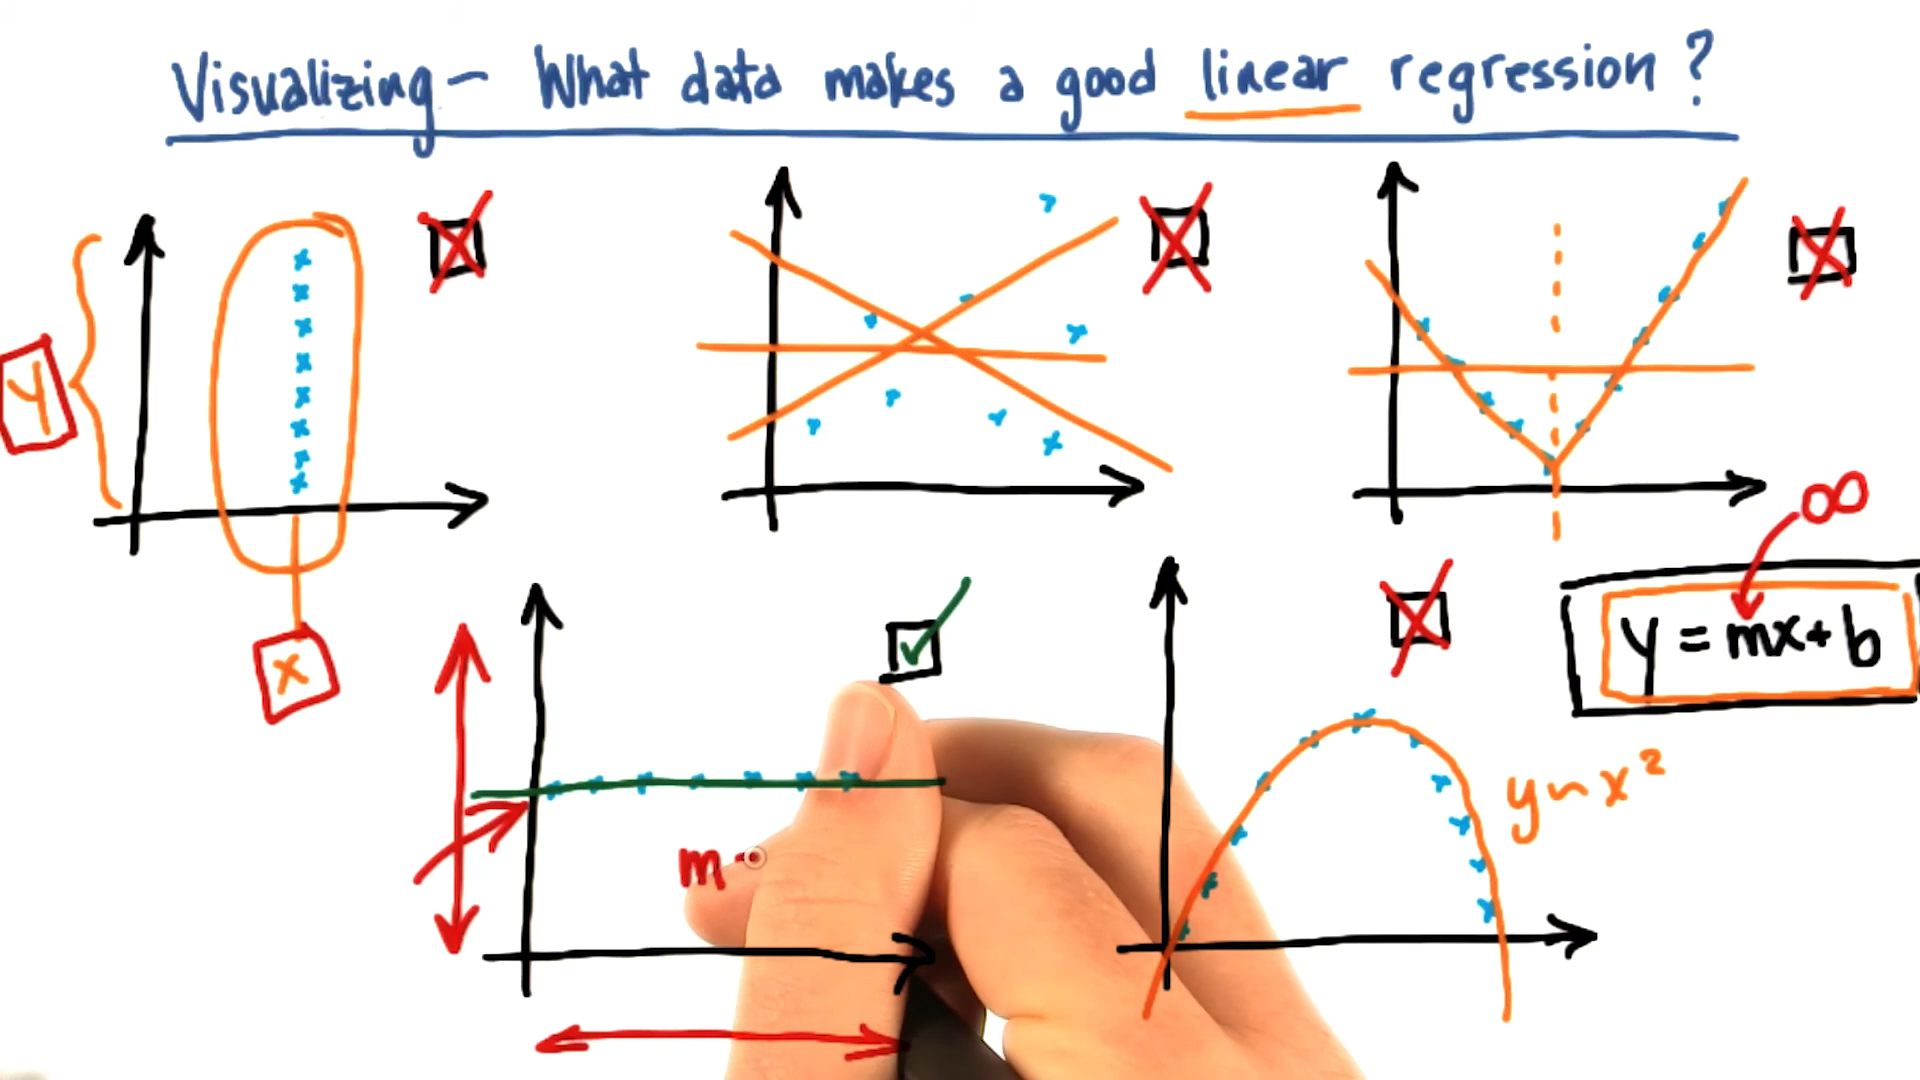 Visualizing - What data makes a good linear regression?
Y
x
∞
y = mx + b
m -
y ~ x²